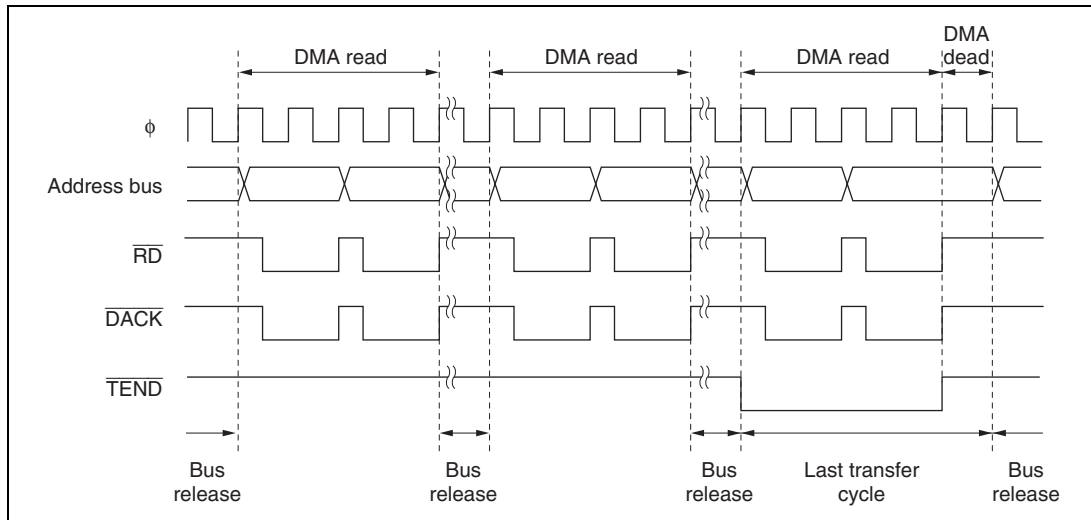 DMA read
DMA read
DMA read
DMA
dead
ϕ
Address bus
RD
DACK
TEND
Bus
release
Bus
release
Bus
release
Last transfer
cycle
Bus
release